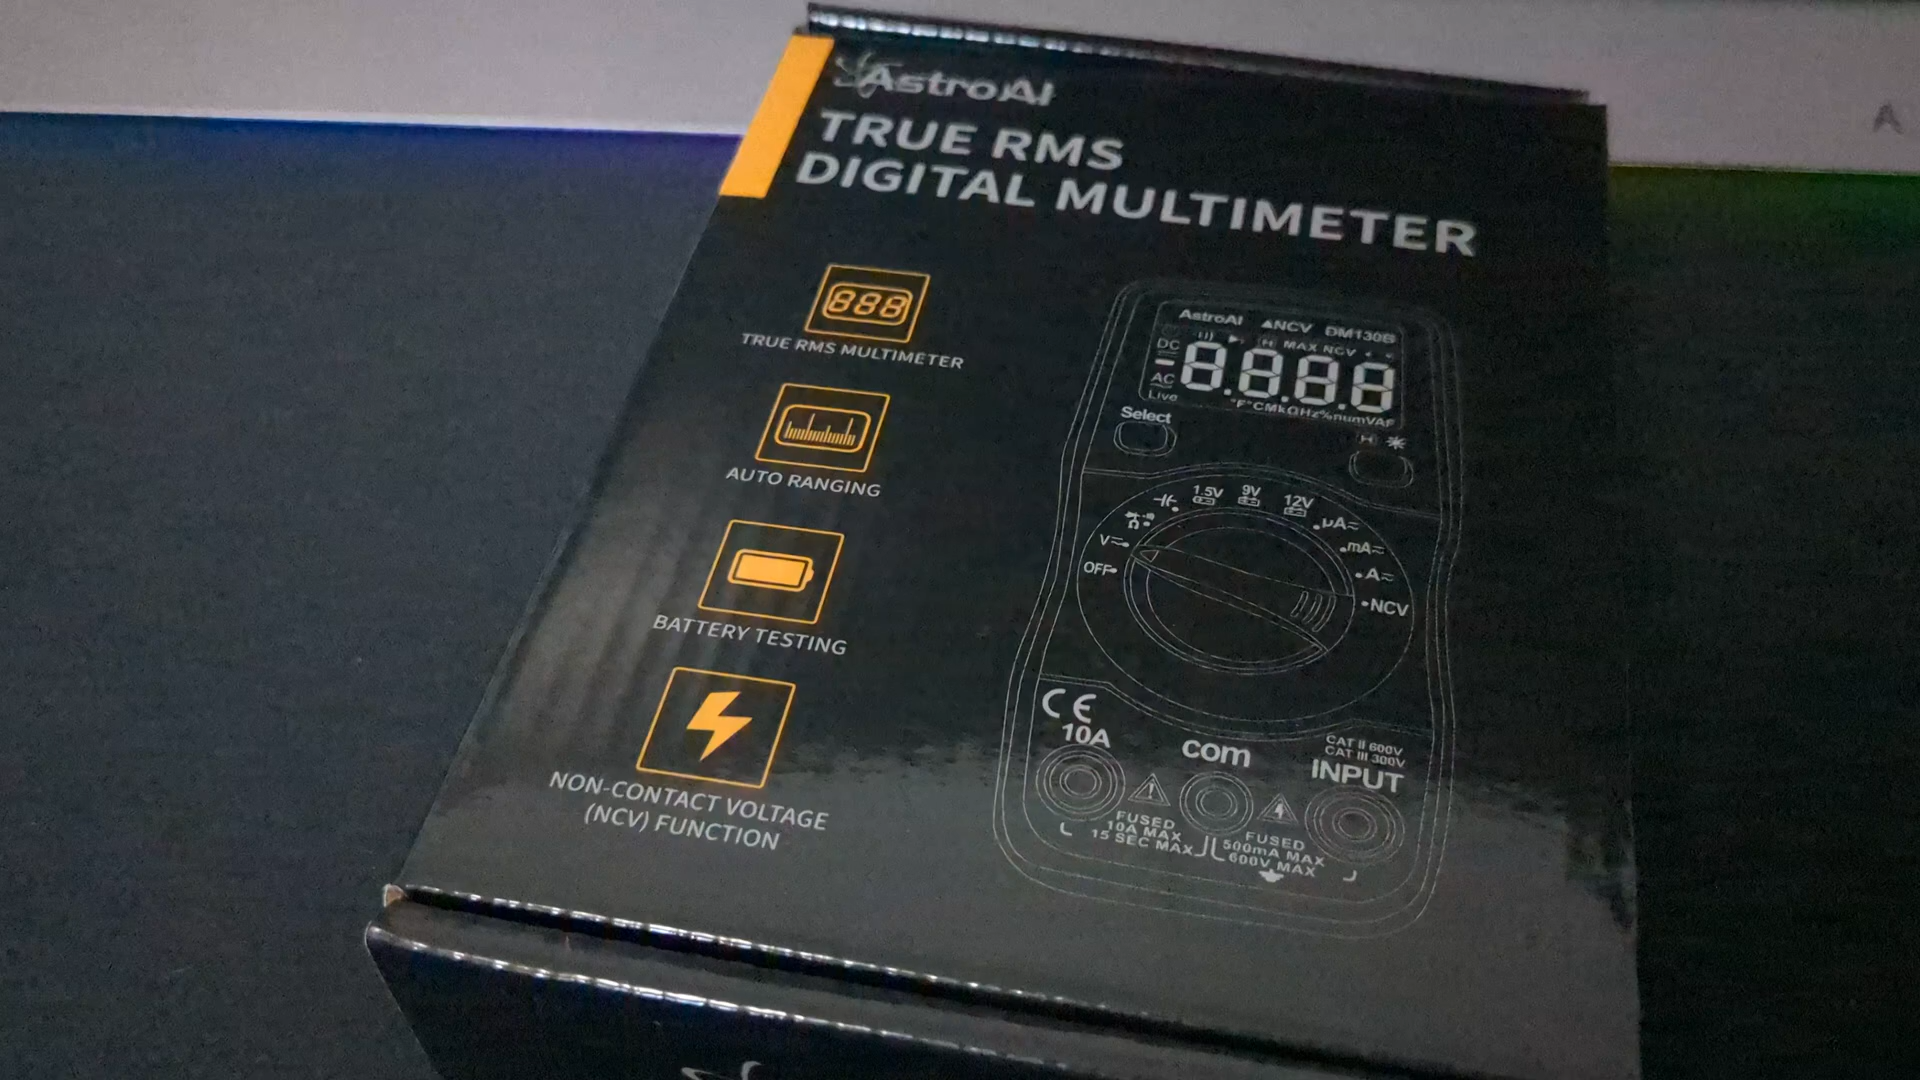 AstroAI
TRUE RMS
DIGITAL MULTIMETER
888
TRUE RMS MULTIMETER
AUTO RANGING
BATTERY TESTING
NON-CONTACT VOLTAGE
(NCV) FUNCTION
AstroAI NCV DM130B
DC H MAX NCV
-8.8.8.8
AC
Live
°F°CMkΩHz%numVAF
Select
H
1.5V 9V 12V
µA
mA
A
NCV
V
Ω
OFF
CE
10A
com
CAT II 600V
CAT III 300V
INPUT
FUSED
10A MAX
15 SEC MAX
FUSED
500mA MAX
600V MAX
A